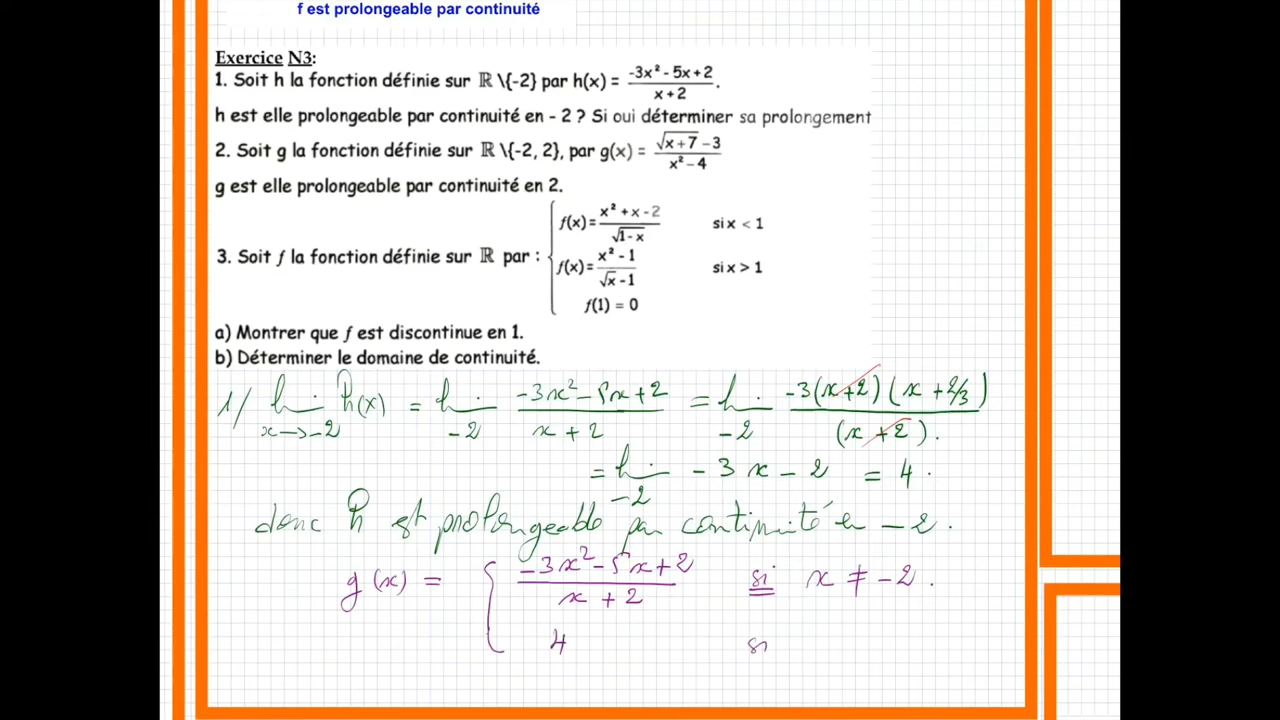 f est prolongeable par continuité
Exercice N3:
1. Soit h la fonction définie sur ℝ \{-2} par h(x) = (-3x² - 5x + 2)/(x + 2).
h est elle prolongeable par continuité en - 2 ? Si oui déterminer sa prolongement
2. Soit g la fonction définie sur ℝ \{-2, 2}, par g(x) = (√(x + 7) - 3)/(x² - 4)
g est elle prolongeable par continuité en 2.
3. Soit f la fonction définie sur ℝ par : { f(x) = (x² + x - 2)/√(1 - x) si x < 1
f(x) = (x² - 1)/(√x - 1) si x > 1
f(1) = 0
a) Montrer que f est discontinue en 1.
b) Déterminer le domaine de continuité.
1/ lim x→-2 h(x) = lim -2 (-3x² - 5x + 2)/(x + 2) = lim -2 (-3(x+2)(x + 2/3))/((x + 2)).
= lim -2 -3x - 2 = 4.
donc h est prolongeable par continuité en -2.
g(x) = { (-3x² - 5x + 2)/(x + 2) si x ≠ -2.
4 si